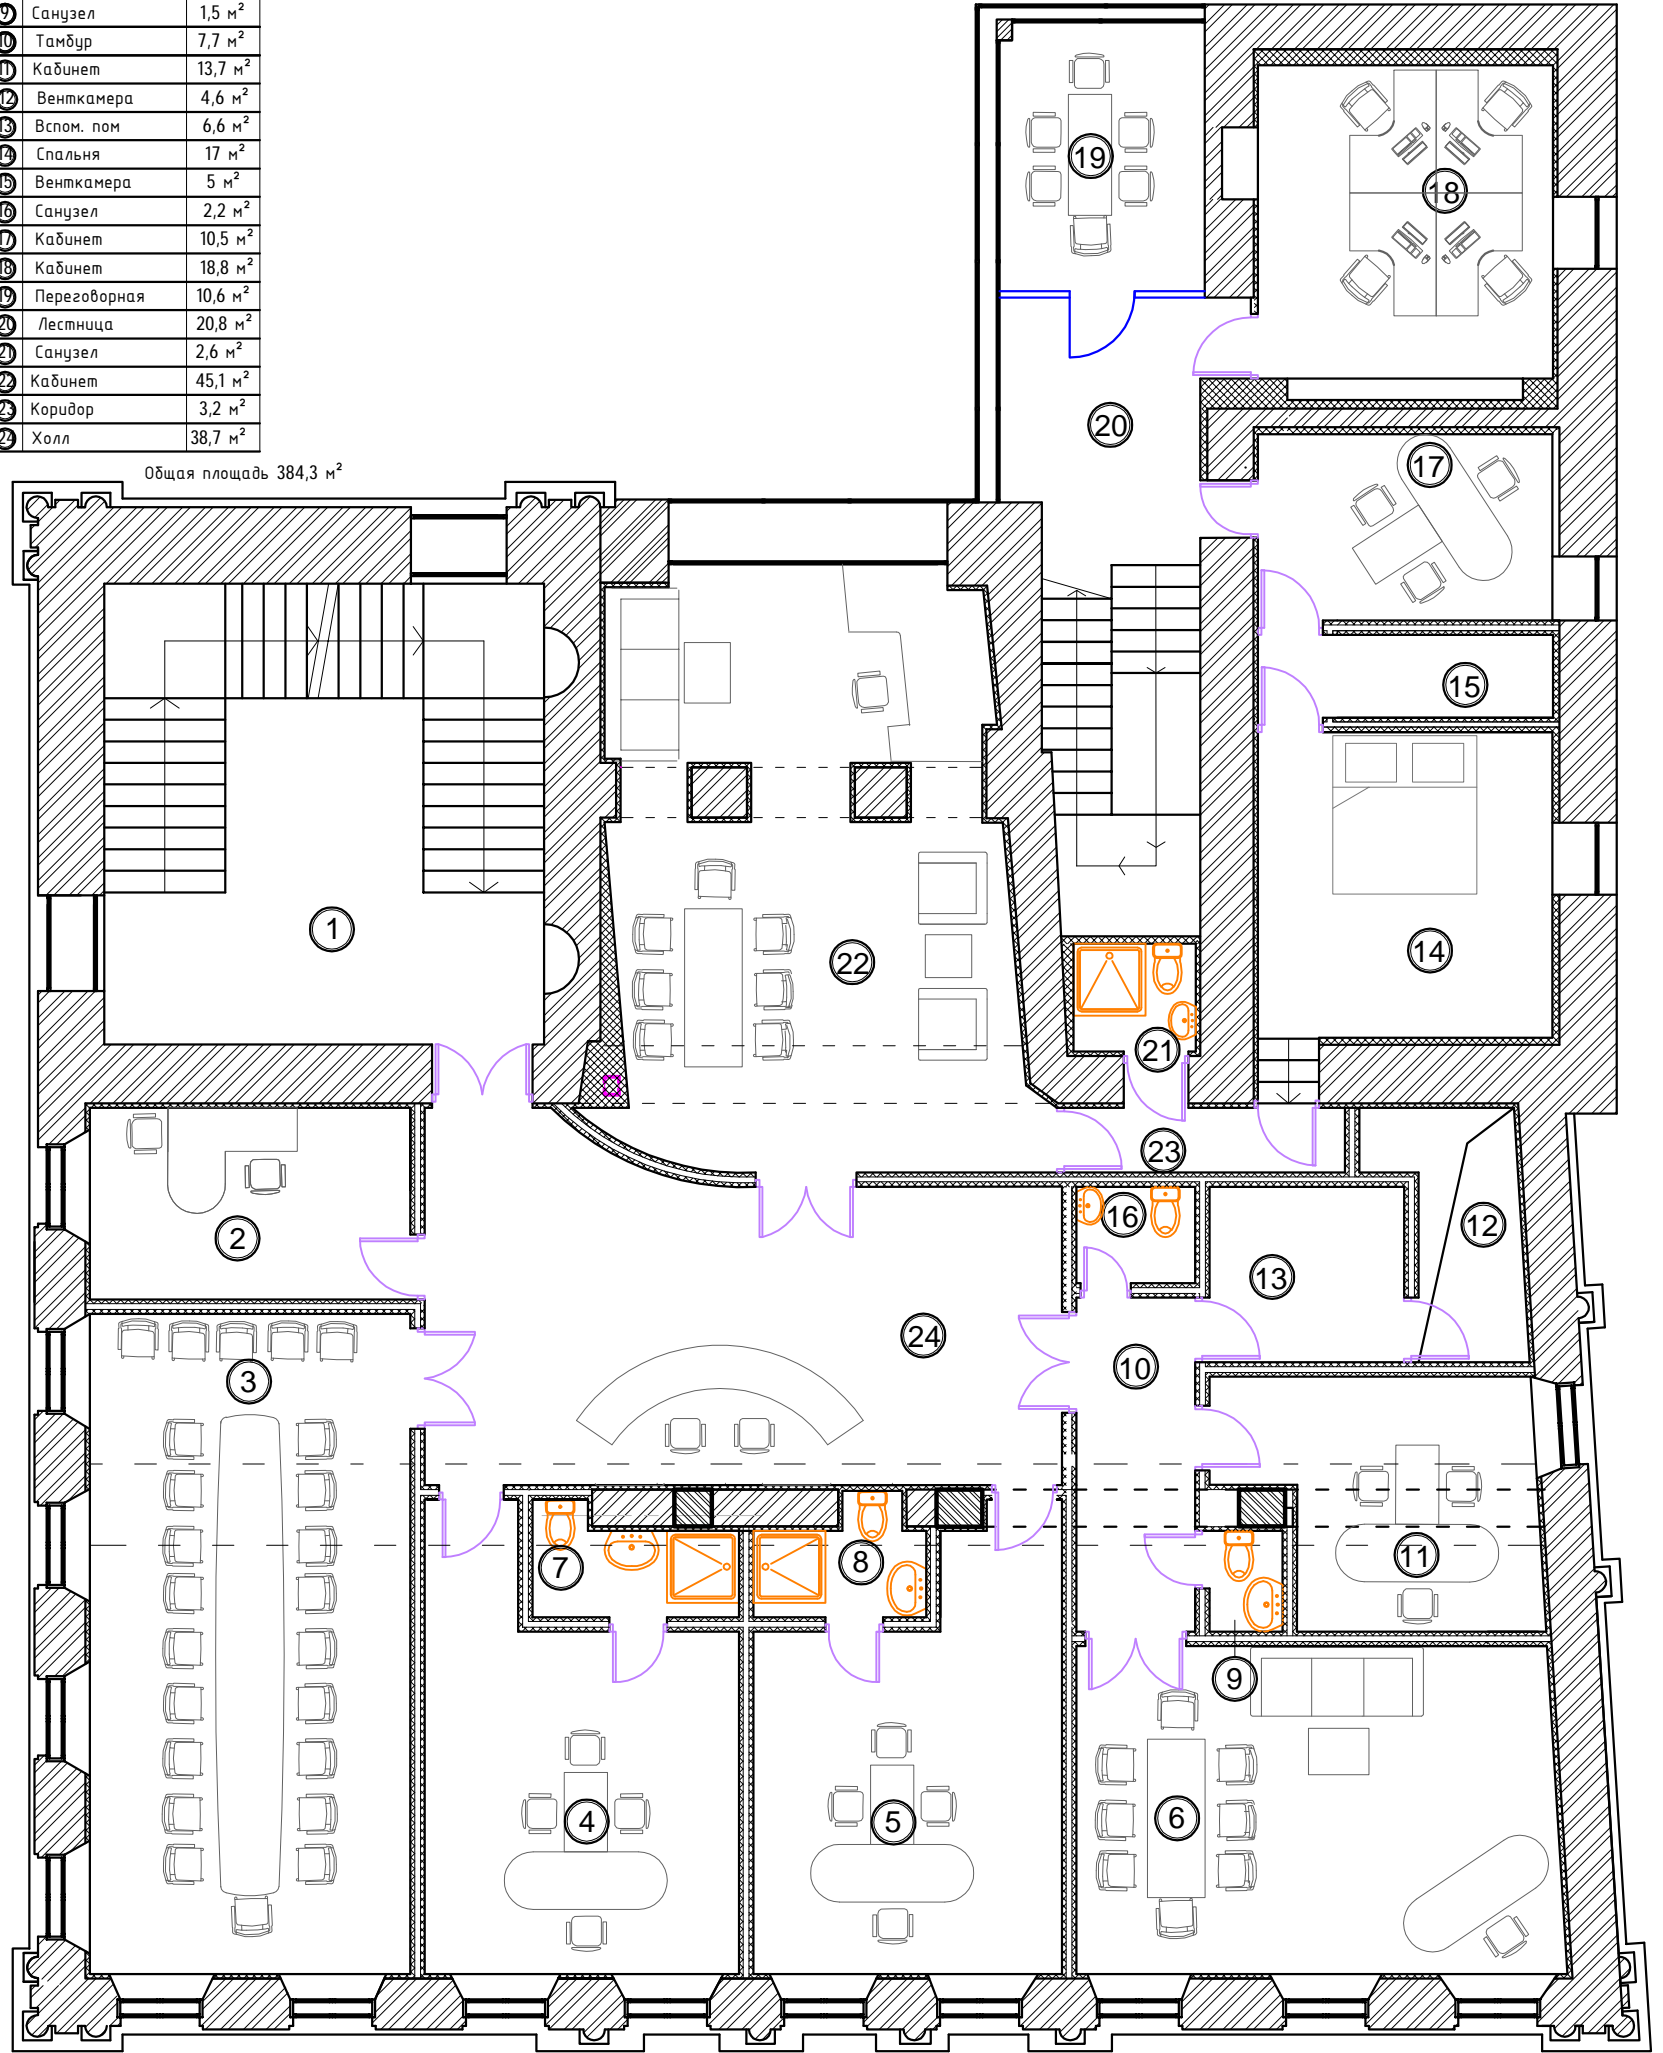 9 Санузел 1,5 м²
10 Тамбур 7,7 м²
11 Кабинет 13,7 м²
12 Венткамера 4,6 м²
13 Вспом. пом 6,6 м²
14 Спальня 17 м²
15 Венткамера 5 м²
16 Санузел 2,2 м²
17 Кабинет 10,5 м²
18 Кабинет 18,8 м²
19 Переговорная 10,6 м²
20 Лестница 20,8 м²
21 Санузел 2,6 м²
22 Кабинет 45,1 м²
23 Коридор 3,2 м²
24 Холл 38,7 м²
Общая площадь 384,3 м²
19
18
20
17
15
1
22
14
21
23
16
12
2
13
24
10
3
11
8
7
9
6
4
5